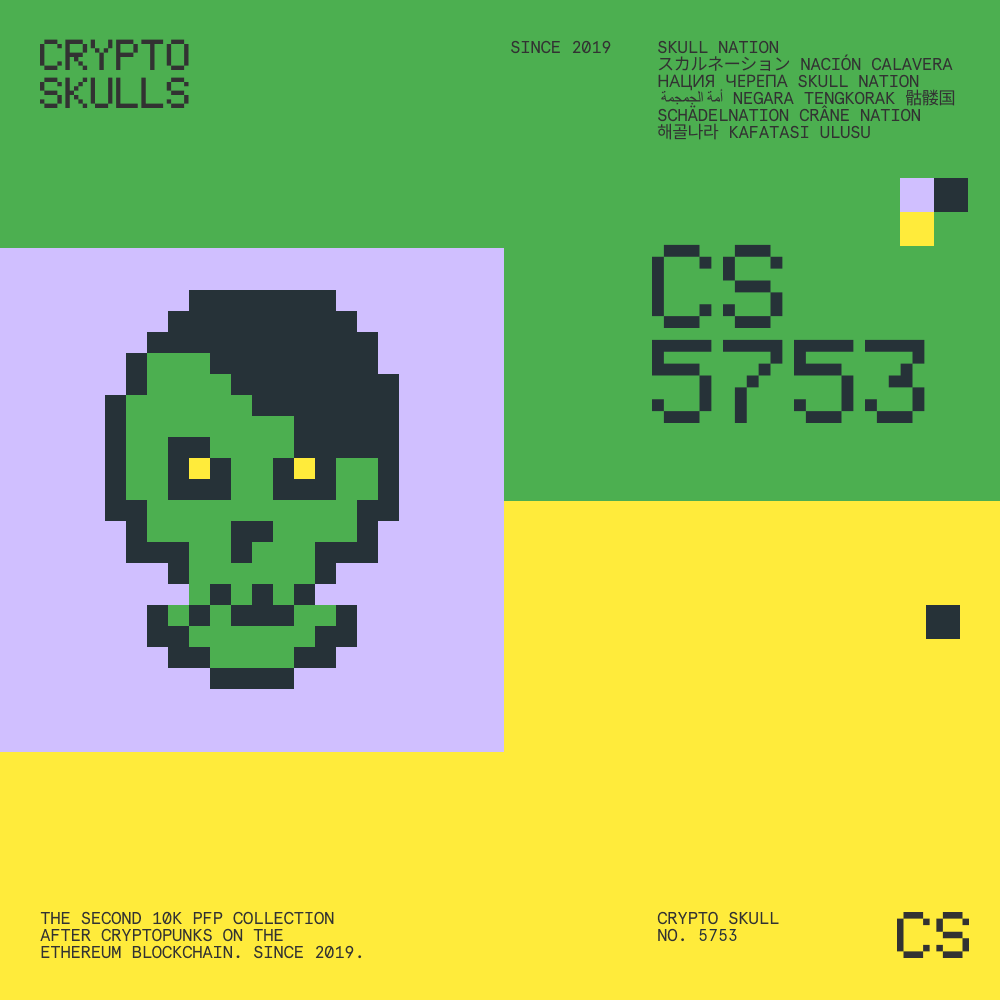 CRYPTO
SKULLS
SINCE 2019
SKULL NATION
スカルネーション NACIÓN CALAVERA
НАЦИЯ ЧЕРЕПА SKULL NATION
أمة الجمجمة NEGARA TENGKORAK 骷髅国
SCHÄDELNATION CRÂNE NATION
해골나라 KAFATASI ULUSU
CS
5753
THE SECOND 10K PFP COLLECTION
AFTER CRYPTOPUNKS ON THE
ETHEREUM BLOCKCHAIN. SINCE 2019.
CRYPTO SKULL
NO. 5753
CS